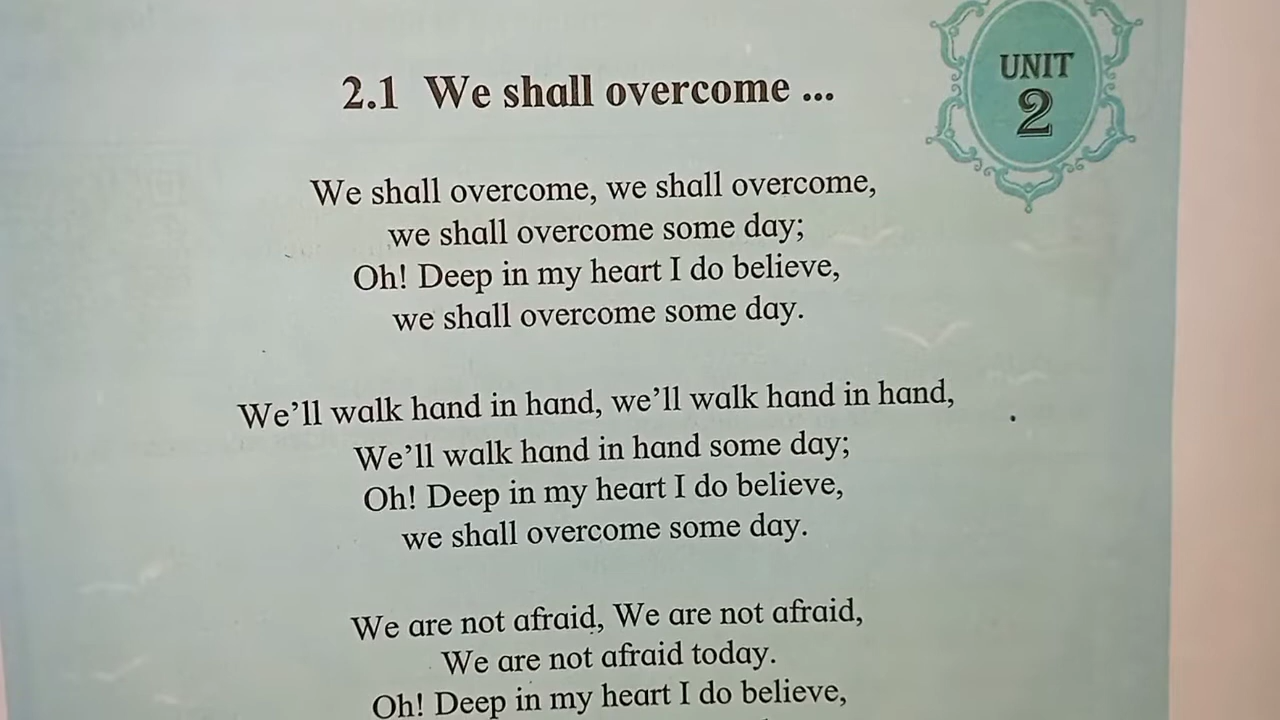 2.1 We shall overcome ...
UNIT
2
We shall overcome, we shall overcome,
we shall overcome some day;
Oh! Deep in my heart I do believe,
we shall overcome some day.
We'll walk hand in hand, we'll walk hand in hand,
We'll walk hand in hand some day;
Oh! Deep in my heart I do believe,
we shall overcome some day.
We are not afraid, We are not afraid,
We are not afraid today.
Oh! Deep in my heart I do believe,